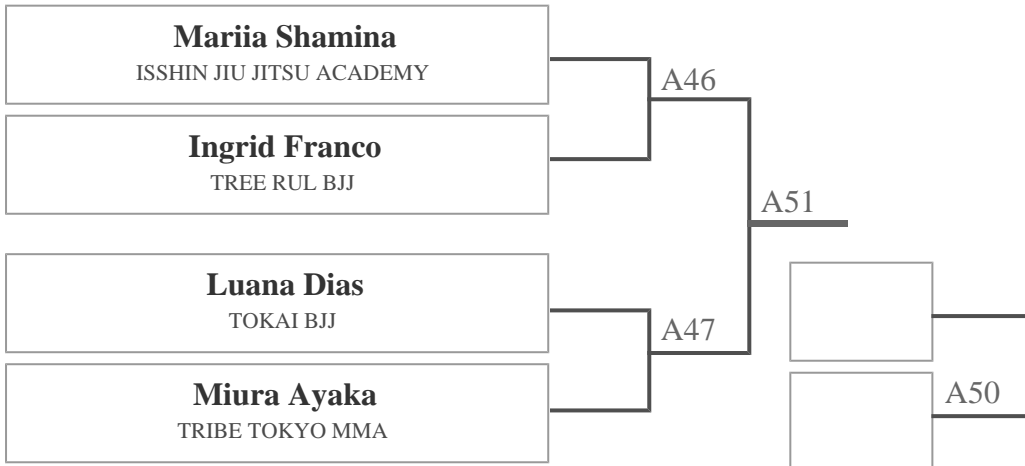 Mariia Shamina
ISSHIN JIU JITSU ACADEMY
A46
Ingrid Franco
TREE RUL BJJ
A51
Luana Dias
TOKAI BJJ
A47
Miura Ayaka
TRIBE TOKYO MMA
A50